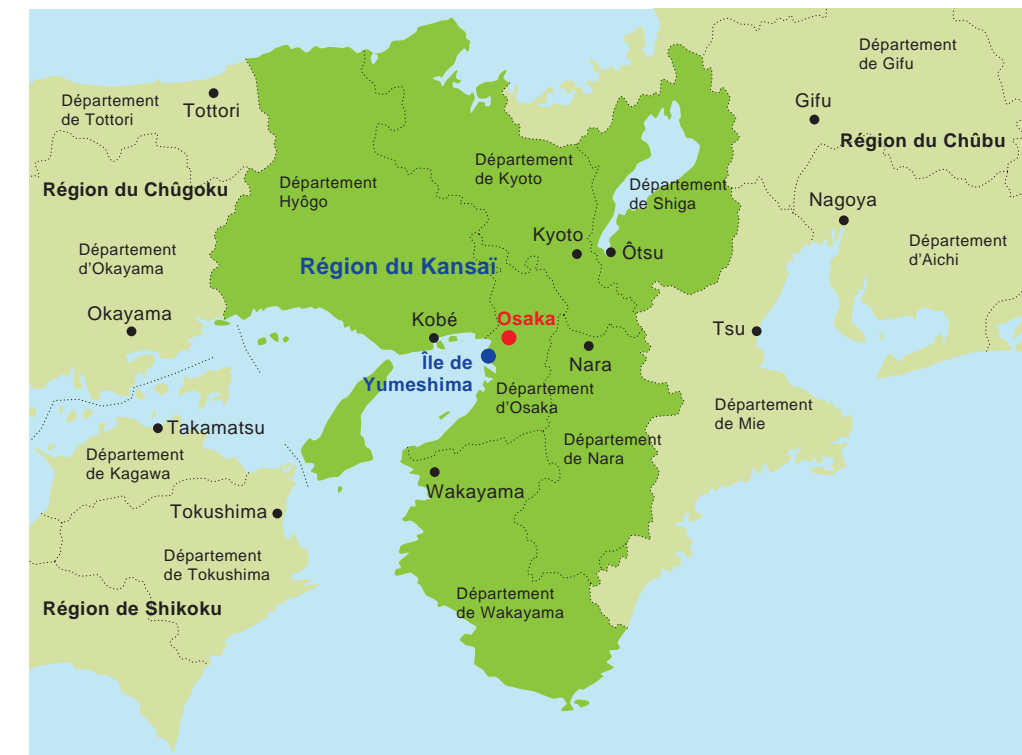 Département
de Gifu
Département
de Tottori
Tottori
Gifu
Région du Chûbu
Région du Chûgoku
Département
Hyôgo
Département
de Kyoto
Département
de Shiga
Nagoya
Département
d'Okayama
Kyoto
Ôtsu
Département
d'Aichi
Région du Kansaï
Okayama
Kobé
Osaka
Tsu
Île de
Yumeshima
Nara
Département
d'Osaka
Département
de Mie
Takamatsu
Département
de Kagawa
Département
de Nara
Wakayama
Tokushima
Département
de Tokushima
Département
de Wakayama
Région de Shikoku